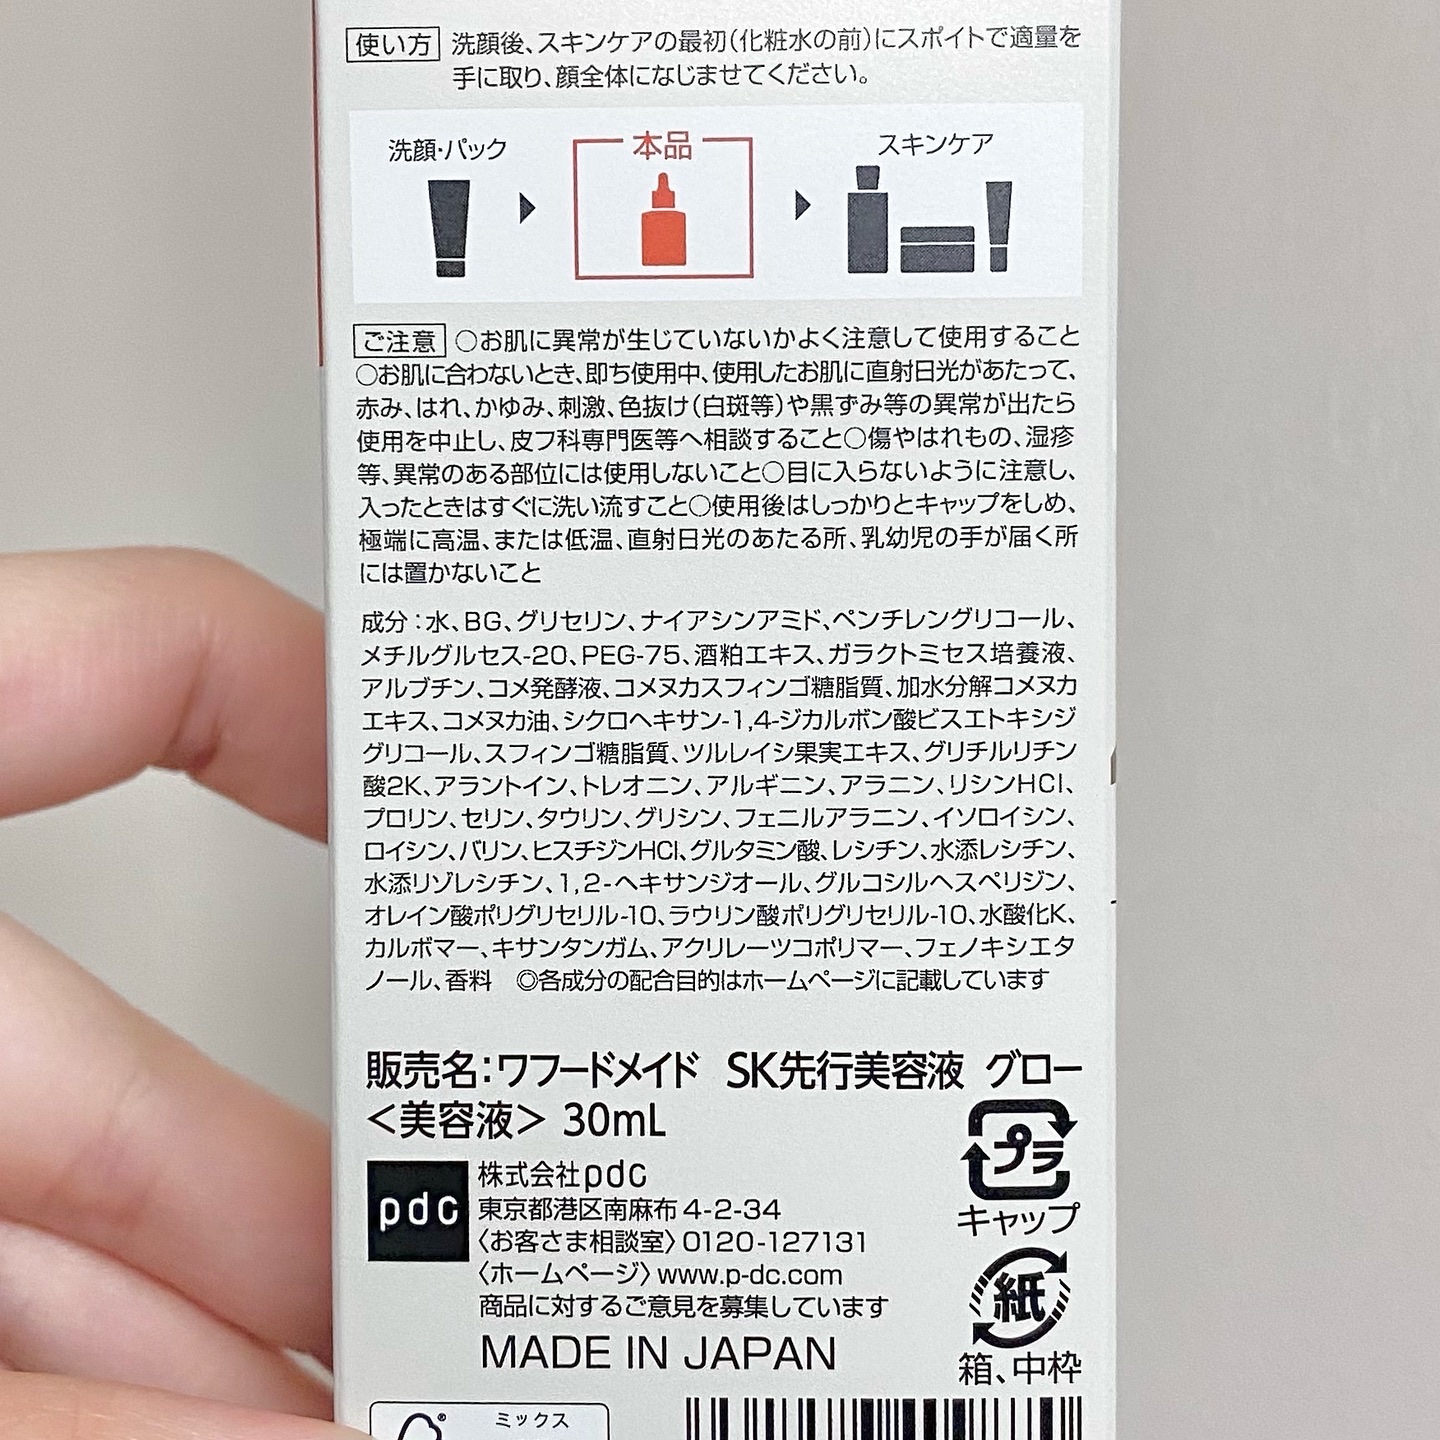 使い方 洗顔後、スキンケアの最初(化粧水の前)にスポイトで適量を
手に取り、顔全体になじませてください。
洗顔・パック 本品 スキンケア
ご注意 ○お肌に異常が生じていないかよく注意して使用すること
○お肌に合わないとき、即ち使用中、使用したお肌に直射日光があたって、
赤み、はれ、かゆみ、刺激、色抜け(白斑等)や黒ずみ等の異常が出たら
使用を中止し、皮フ科専門医等へ相談すること○傷やはれもの、湿疹
等、異常のある部位には使用しないこと○目に入らないように注意し、
入ったときはすぐに洗い流すこと○使用後はしっかりとキャップをしめ、
極端に高温、または低温、直射日光のあたる所、乳幼児の手が届く所
には置かないこと
成分:水、BG、グリセリン、ナイアシンアミド、ペンチレングリコール、
メチルグルセス-20、PEG-75、酒粕エキス、ガラクトミセス培養液、
アルブチン、コメ発酵液、コメヌカスフィンゴ糖脂質、加水分解コメヌカ
エキス、コメヌカ油、シクロヘキサン-1,4-ジカルボン酸ビスエトキシジ
グリコール、スフィンゴ糖脂質、ツルレイシ果実エキス、グリチルリチン
酸2K、アラントイン、トレオニン、アルギニン、アラニン、リシンHCl、
プロリン、セリン、タウリン、グリシン、フェニルアラニン、イソロイシン、
ロイシン、バリン、ヒスチジンHCl、グルタミン酸、レシチン、水添レシチン、
水添リゾレシチン、1,2-ヘキサンジオール、グルコシルヘスペリジン、
オレイン酸ポリグリセリル-10、ラウリン酸ポリグリセリル-10、水酸化K、
カルボマー、キサンタンガム、アクリレーツコポリマー、フェノキシエタ
ノール、香料 ◎各成分の配合目的はホームページに記載しています
販売名:ワフードメイド SK先行美容液 グロー
<美容液> 30mL
プラ
キャップ
pdc
株式会社pdc
東京都港区南麻布4-2-34
〈お客さま相談室〉0120-127131
〈ホームページ〉www.p-dc.com
商品に対するご意見を募集しています
MADE IN JAPAN
紙
箱、中枠
ミックス